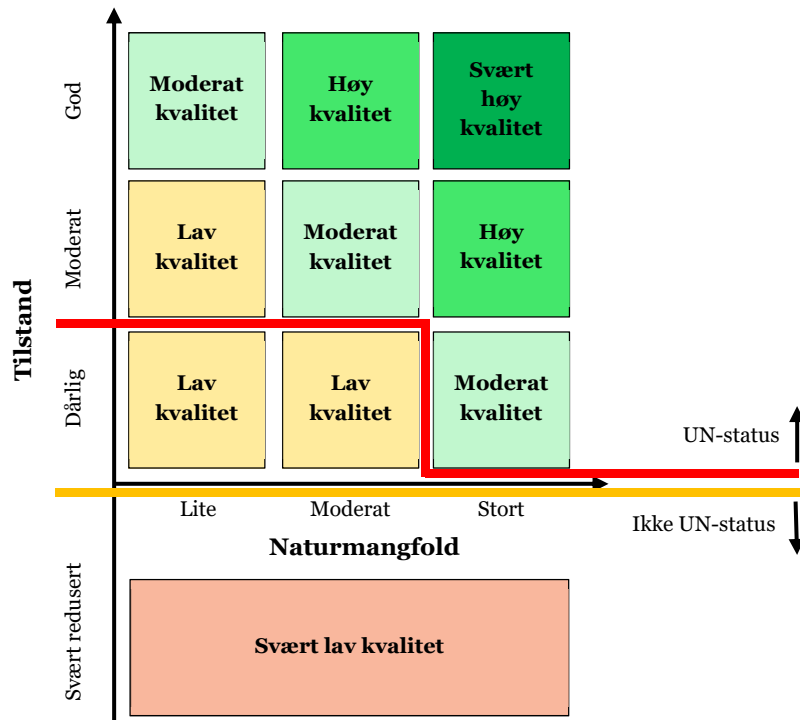 God
Moderat
kvalitet
Høy
kvalitet
Svært
høy
kvalitet
Tilstand
Moderat
Lav
kvalitet
Moderat
kvalitet
Høy
kvalitet
Dårlig
Lav
kvalitet
Lav
kvalitet
Moderat
kvalitet
UN-status
Lite
Moderat
Stort
Ikke UN-status
Naturmangfold
Svært redusert
Svært lav kvalitet